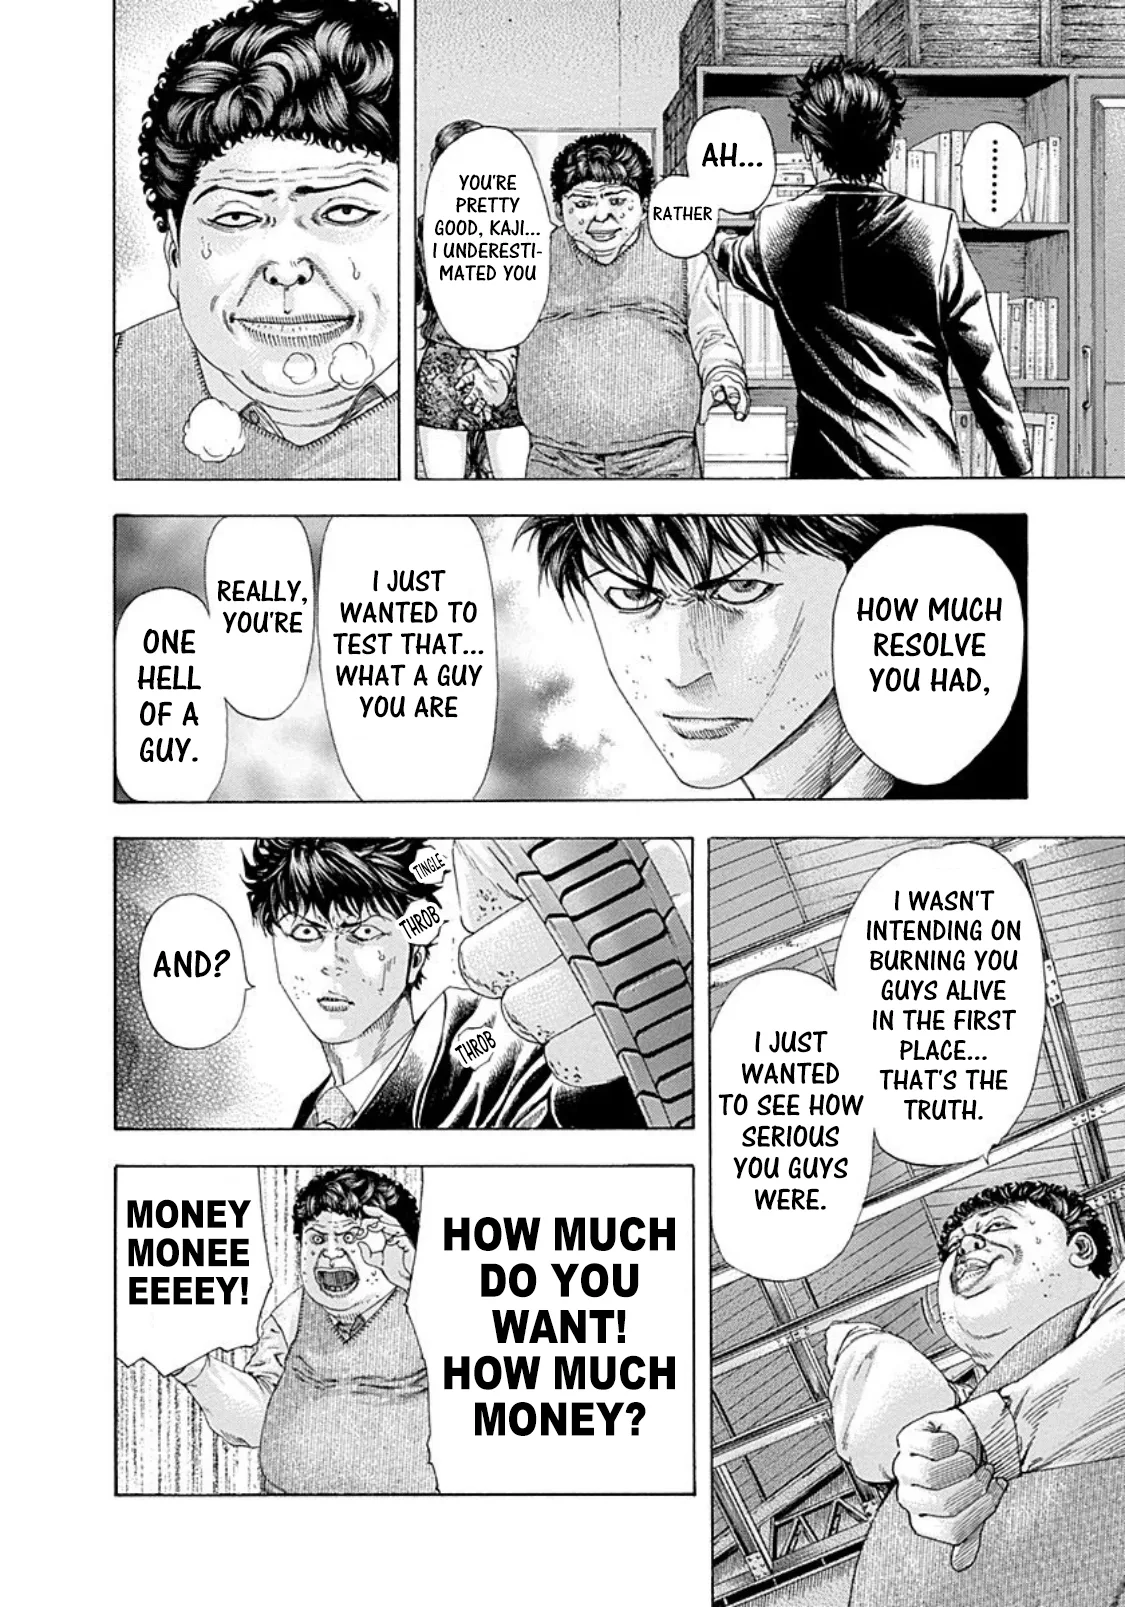 .......
AH...
RATHER
YOU'RE
PRETTY
GOOD, KAJI...
I UNDERESTI-
MATED YOU
HOW MUCH
RESOLVE
YOU HAD,
I JUST
WANTED TO
TEST THAT...
WHAT A GUY
YOU ARE
REALLY,
YOU'RE
ONE
HELL
OF A
GUY.
I WASN'T
INTENDING ON
BURNING YOU
GUYS ALIVE
IN THE FIRST
PLACE...
THAT'S THE
TRUTH.
I JUST
WANTED
TO SEE HOW
SERIOUS
YOU GUYS
WERE.
TINGLE
THROB
THROB
AND?
HOW MUCH
DO YOU
WANT!
HOW MUCH
MONEY?
MONEY
MONEE
EEEEY!